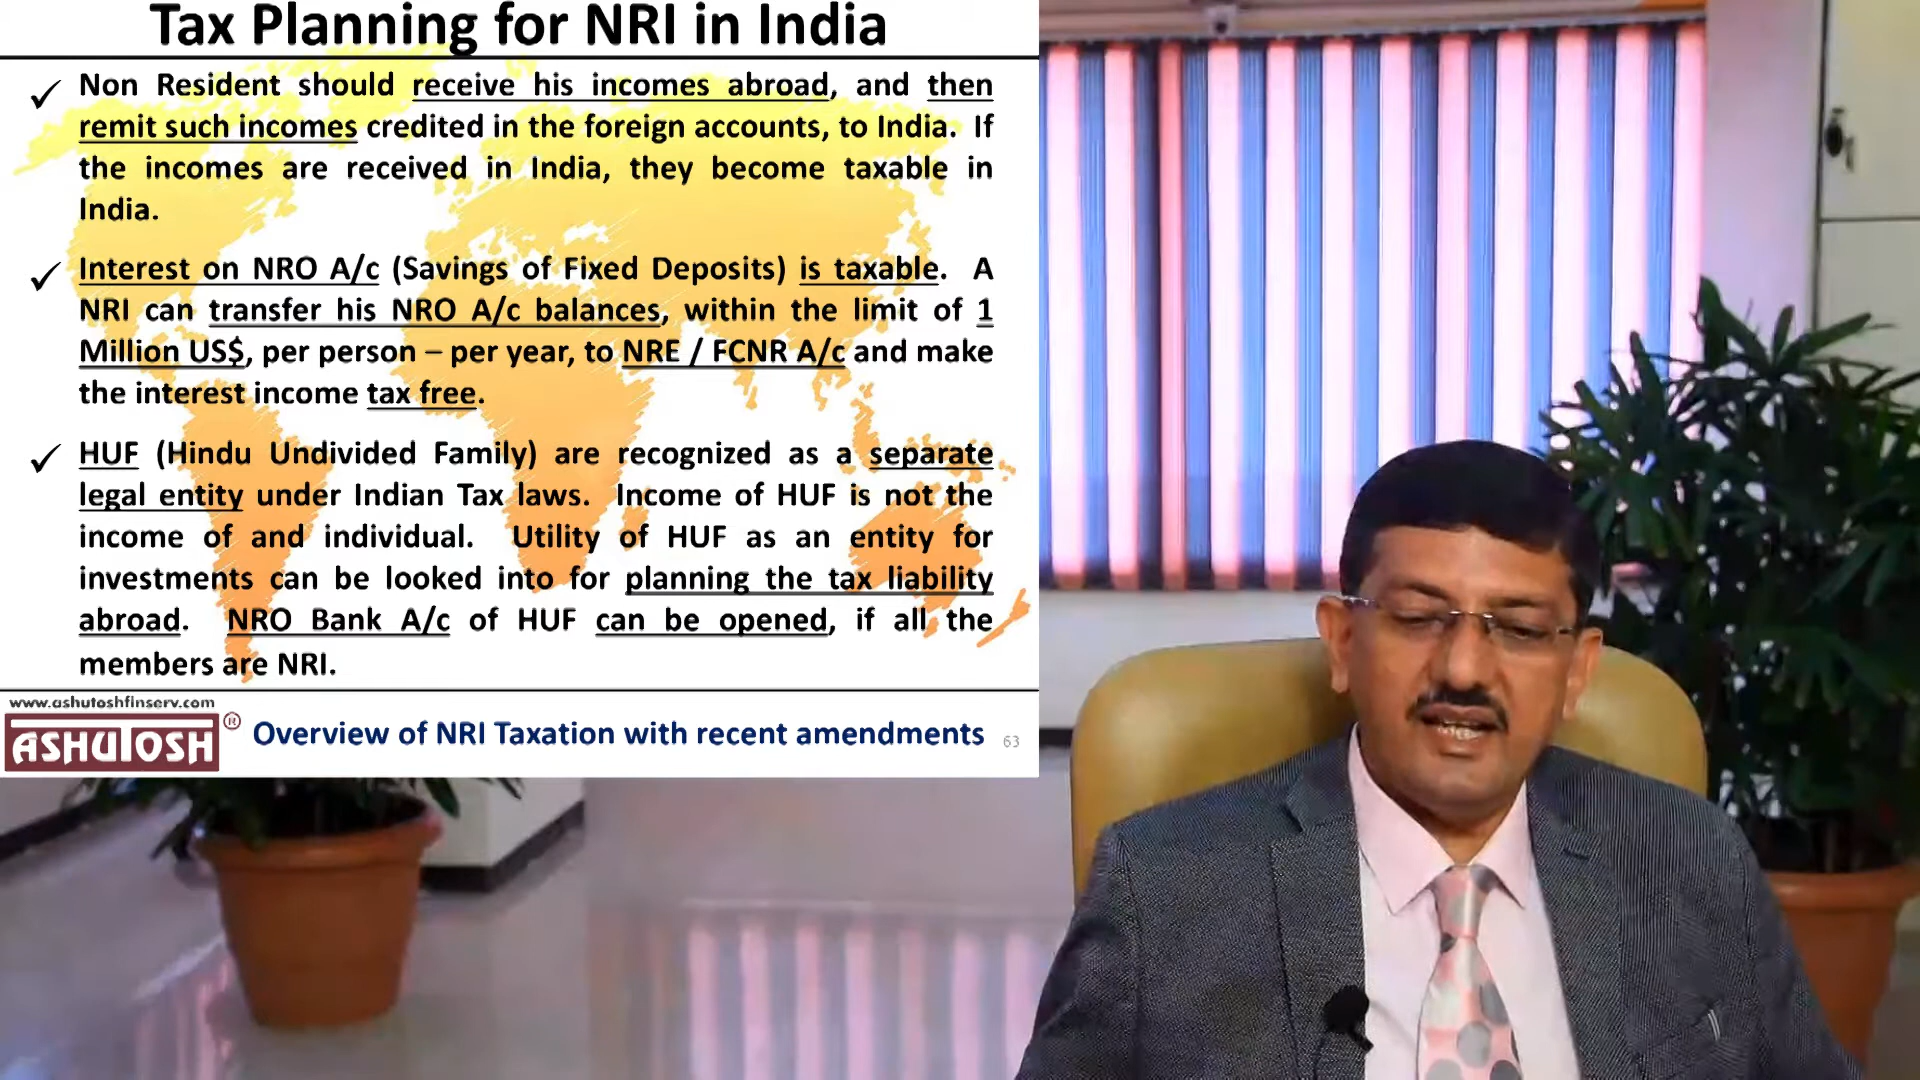 Tax Planning for NRI in India
✓ Non Resident should receive his incomes abroad, and then
remit such incomes credited in the foreign accounts, to India. If
the incomes are received in India, they become taxable in
India.
✓ Interest on NRO A/c (Savings of Fixed Deposits) is taxable. A
NRI can transfer his NRO A/c balances, within the limit of 1
Million US$, per person – per year, to NRE / FCNR A/c and make
the interest income tax free.
✓ HUF (Hindu Undivided Family) are recognized as a separate
legal entity under Indian Tax laws. Income of HUF is not the
income of and individual. Utility of HUF as an entity for
investments can be looked into for planning the tax liability
abroad. NRO Bank A/c of HUF can be opened, if all the
members are NRI.
www.ashutoshfinserv.com
ASHUTOSH®
Overview of NRI Taxation with recent amendments 63